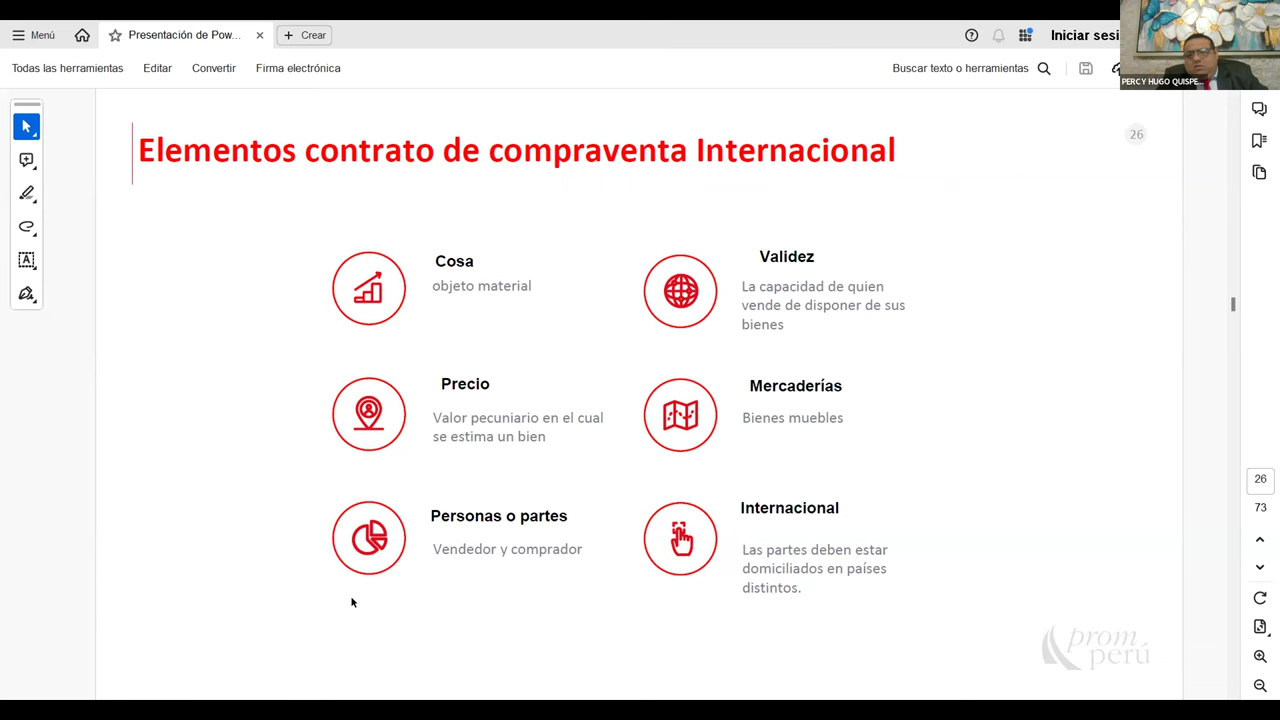 Menú
Presentación de Pow...
Crear
Iniciar sesi
Todas las herramientas
Editar
Convertir
Firma electrónica
Buscar texto o herramientas
PERCY HUGO QUISPE...
Elementos contrato de compraventa Internacional
26
Cosa
objeto material
Validez
La capacidad de quien
vende de disponer de sus
bienes
Precio
Valor pecuniario en el cual
se estima un bien
Mercaderías
Bienes muebles
Personas o partes
Vendedor y comprador
Internacional
Las partes deben estar
domiciliados en países
distintos.
26
73
prom
perú